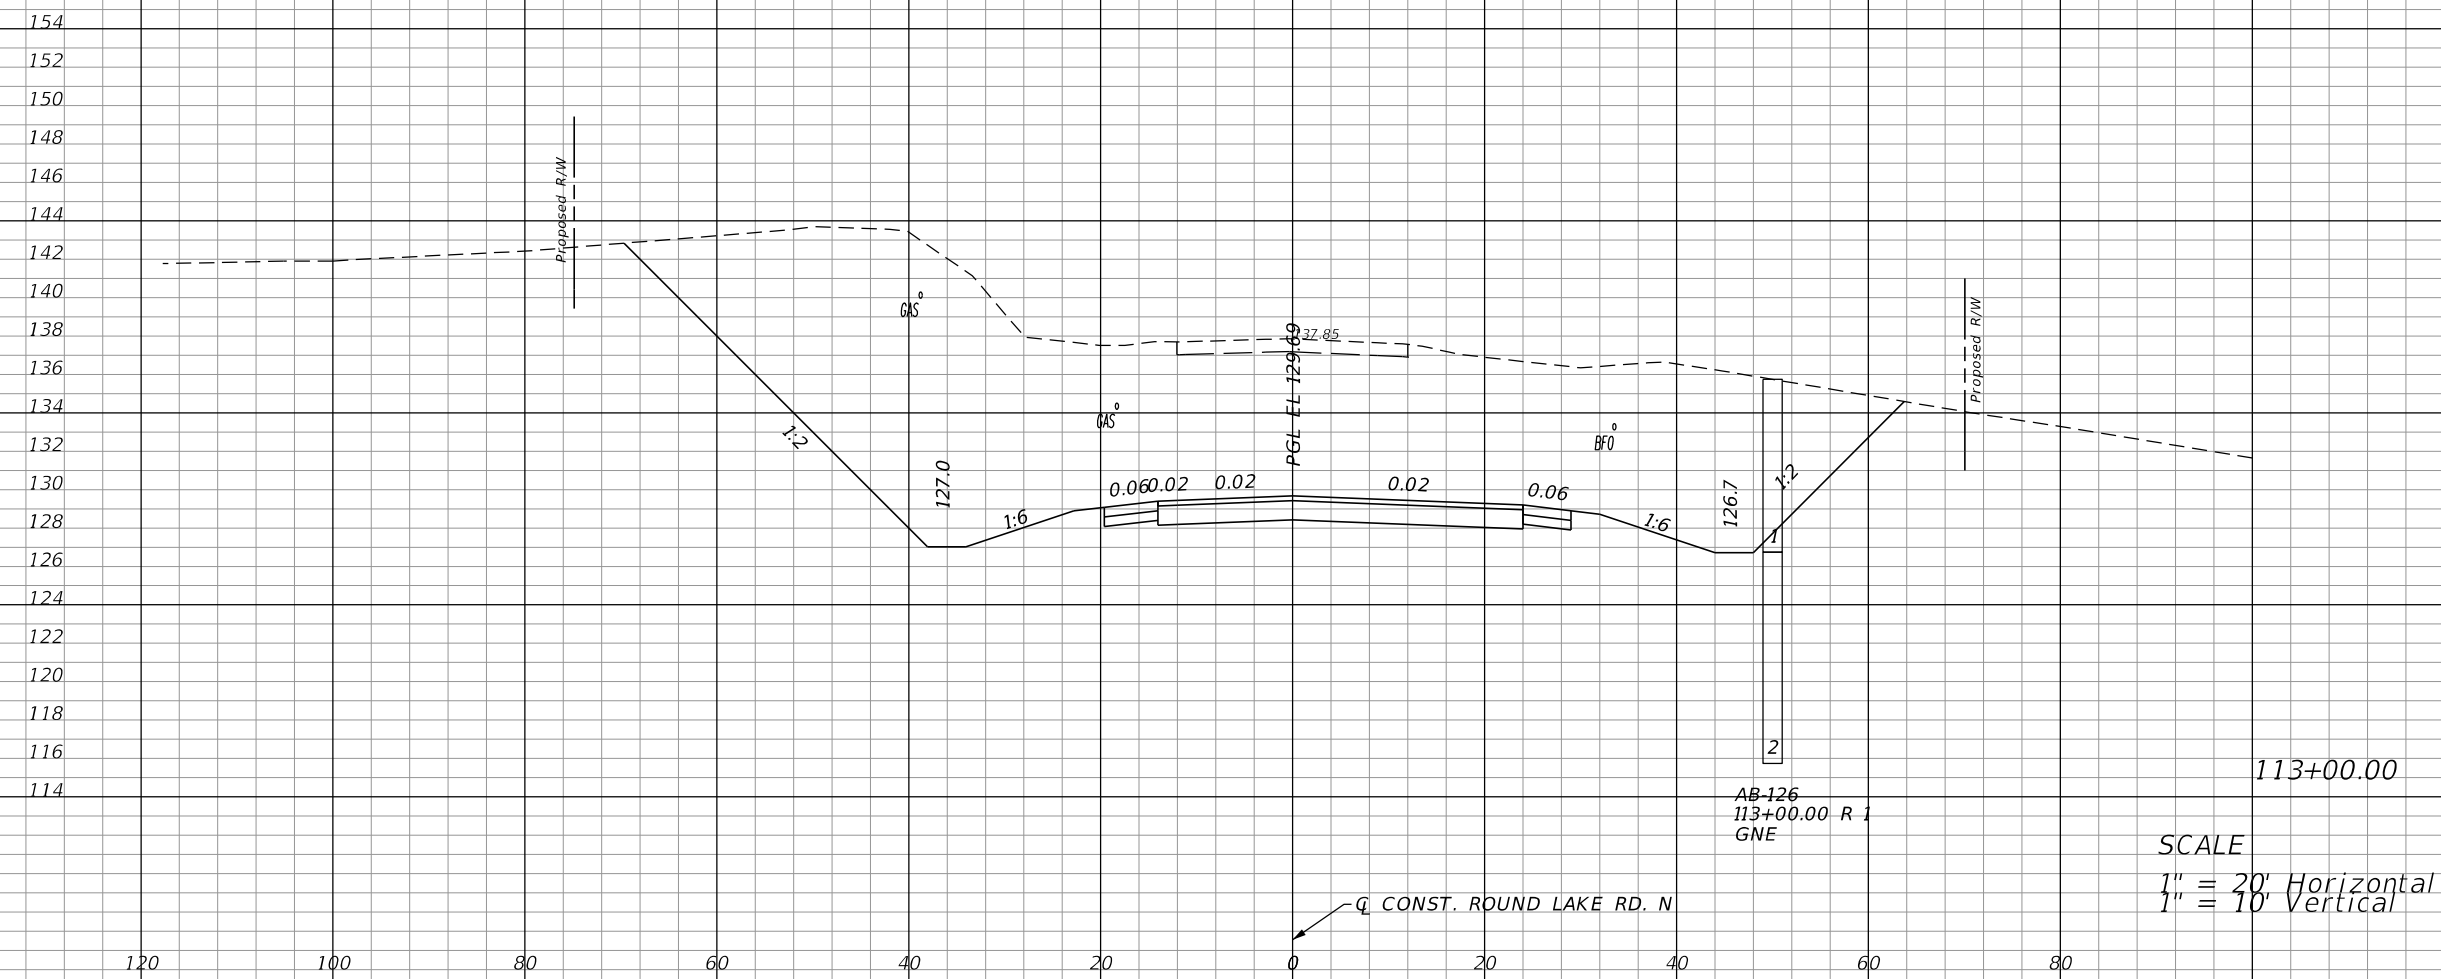 154
152
150
148
146
144
142
140
138
136
134
132
130
128
126
124
122
120
118
116
114
Proposed R/W
Proposed R/W
GAS
GAS
BFO
137.85
PGL EL 129.69
1:2
127.0
1:6
0.06
0.02
0.02
0.02
0.06
1:6
126.7
1:2
1
2
AB-126
113+00.00 R 1
GNE
113+00.00
SCALE
1" = 20' Horizontal
1" = 10' Vertical
℄ CONST. ROUND LAKE RD. N
120 100 80 60 40 20 0 20 40 60 80